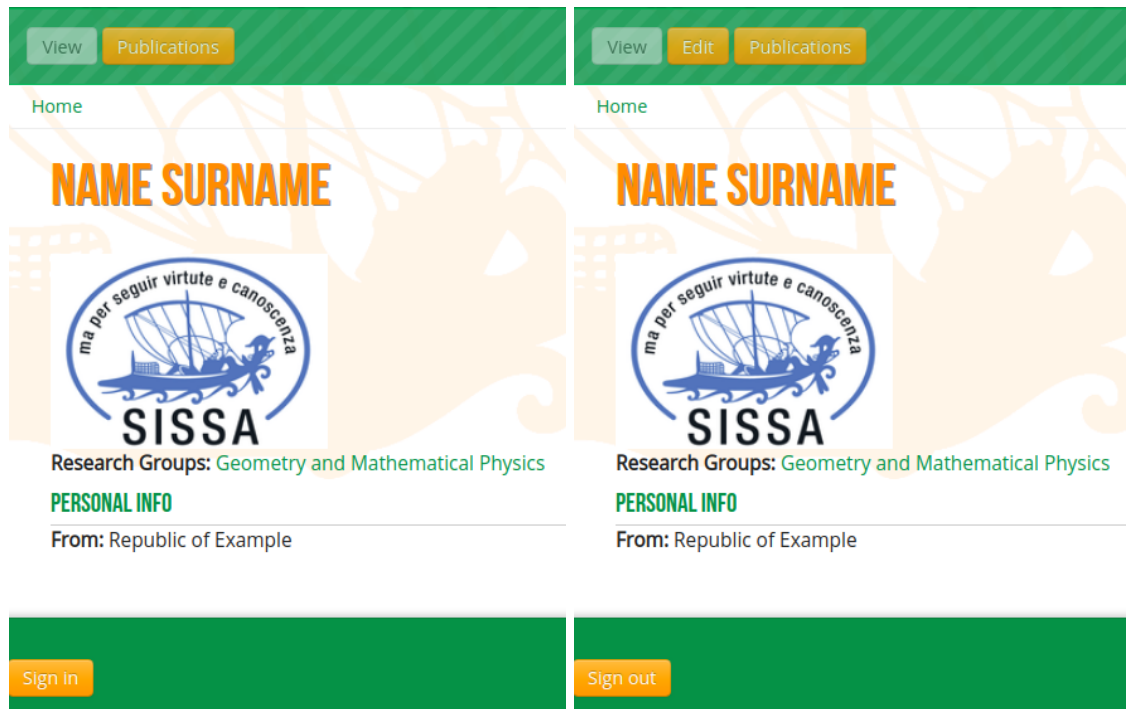 View Publications
Home
NAME SURNAME
ma per seguir virtute e canoscenza
SISSA
Research Groups: Geometry and Mathematical Physics
PERSONAL INFO
From: Republic of Example
Sign in
View Edit Publications
Home
NAME SURNAME
ma per seguir virtute e canoscenza
SISSA
Research Groups: Geometry and Mathematical Physics
PERSONAL INFO
From: Republic of Example
Sign out